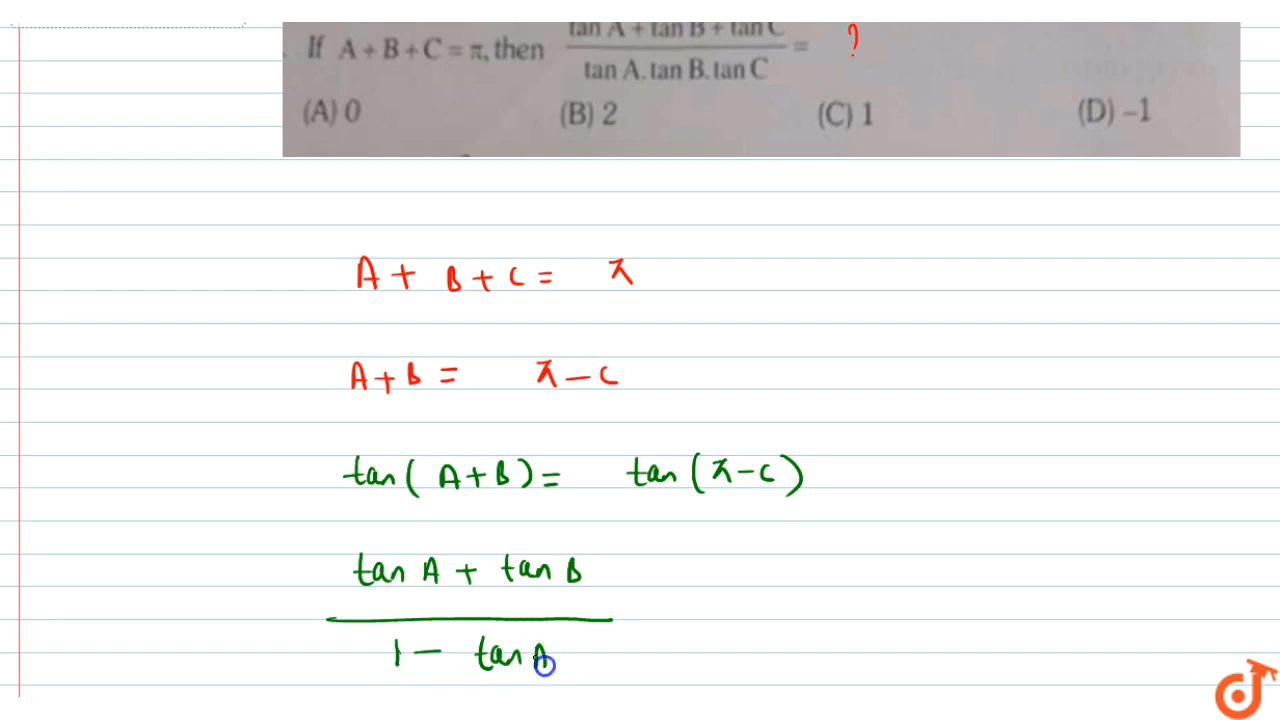 If A + B + C = π, then tan A + tan B + tan C / tan A. tan B. tan C = ?
(A) 0 (B) 2 (C) 1 (D) –1
A + B + C = π
A + B = π – C
tan ( A + B ) = tan ( π – C )
tan A + tan B
1 – tan A